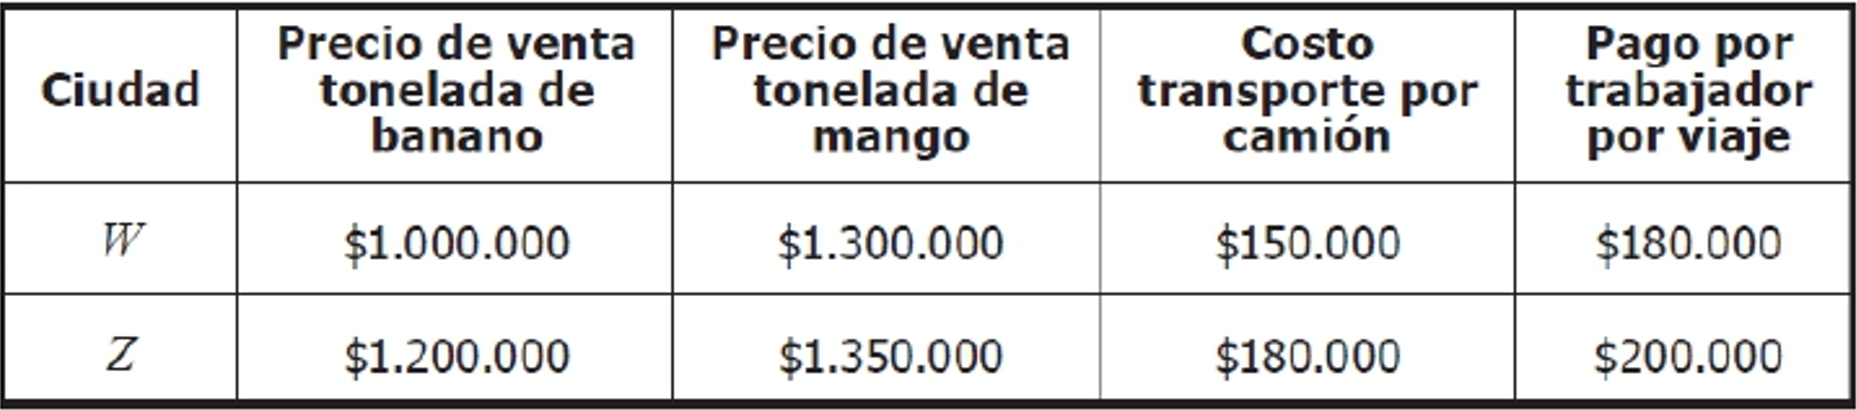 Ciudad
Precio de venta
tonelada de
banano
Precio de venta
tonelada de
mango
Costo
transporte por
camión
Pago por
trabajador
por viaje
W $1.000.000 $1.300.000 $150.000 $180.000
Z $1.200.000 $1.350.000 $180.000 $200.000